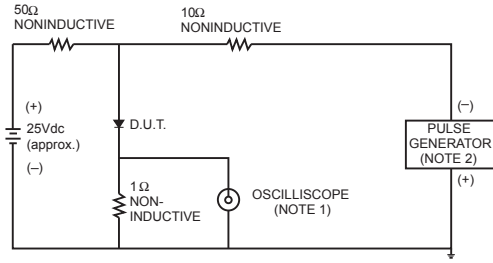 50Ω
NONINDUCTIVE
10Ω
NONINDUCTIVE
(+)
25Vdc
(approx.)
(–)
D.U.T.
1Ω
NON-
INDUCTIVE
OSCILLISCOPE
(NOTE 1)
(–)
PULSE
GENERATOR
(NOTE 2)
(+)